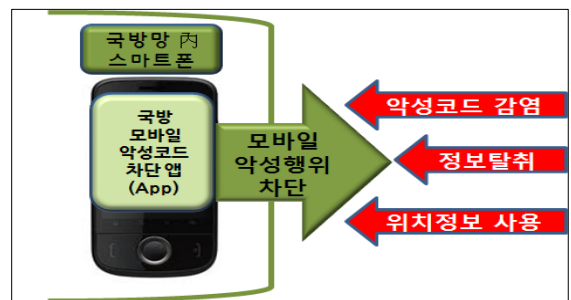 국방망 內
스마트폰
국방
모바일
악성코드
차단 앱
(App)
모바일
악성행위
차단
악성코드 감염
정보탈취
위치정보 사용